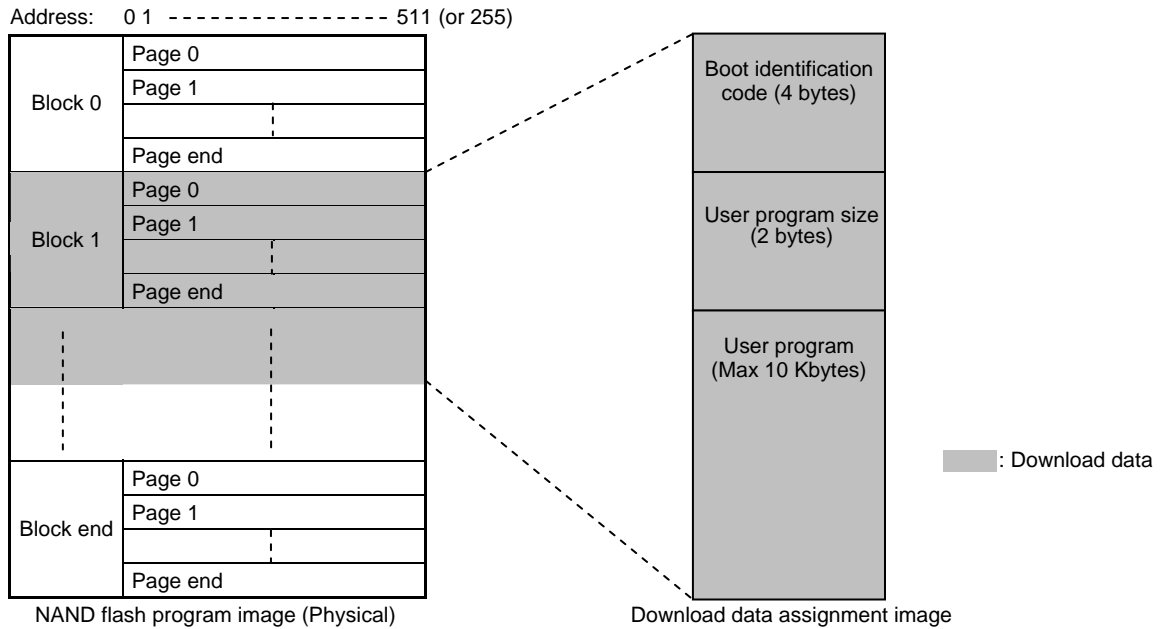 Address: 0 1 511 (or 255)
Block 0
Page 0
Page 1
Page end
Block 1
Page 0
Page 1
Page end
Block end
Page 0
Page 1
Page end
NAND flash program image (Physical)
Boot identification
code (4 bytes)
User program size
(2 bytes)
User program
(Max 10 Kbytes)
Download data assignment image
: Download data